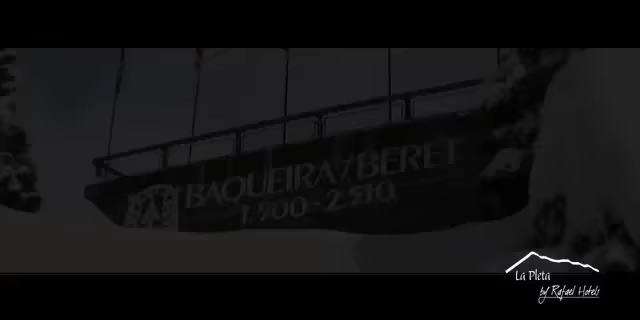 BAQUEIRA/BERET
1.500 - 2.510
La Pleta
by Rafael Hotels